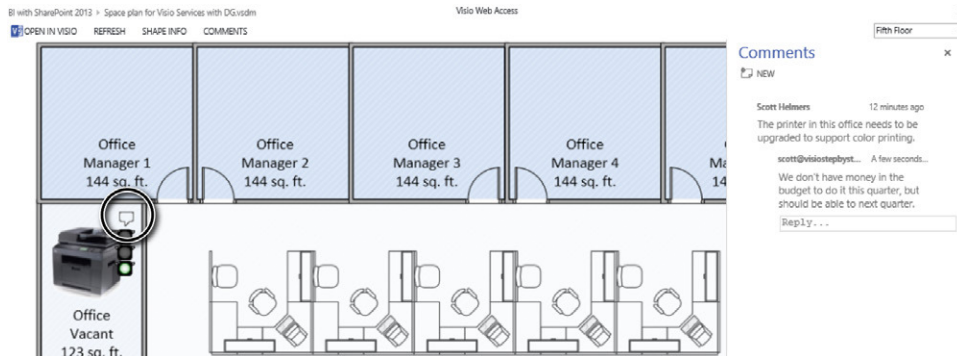 BI with SharePoint 2013 ▸ Space plan for Visio Services with DG.vsdm
Visio Web Access
OPEN IN VISIO REFRESH SHAPE INFO COMMENTS
Fifth Floor
Office
Manager 1
144 sq. ft.
Office
Manager 2
144 sq. ft.
Office
Manager 3
144 sq. ft.
Office
Manager 4
144 sq. ft.
Ma
14
Office
Vacant
123 sq. ft.
Comments ×
NEW
Scott Helmers 12 minutes ago
The printer in this office needs to be
upgraded to support color printing.
scott@visiostepbyst... A few seconds...
We don't have money in the
budget to do it this quarter, but
should be able to next quarter.
Reply...